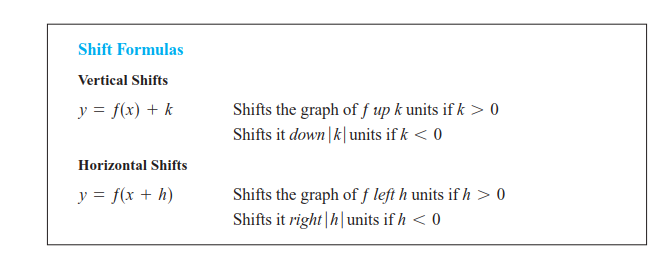 Shift Formulas
Vertical Shifts
y = f(x) + k Shifts the graph of f up k units if k > 0
Shifts it down |k| units if k < 0
Horizontal Shifts
y = f(x + h) Shifts the graph of f left h units if h > 0
Shifts it right |h| units if h < 0